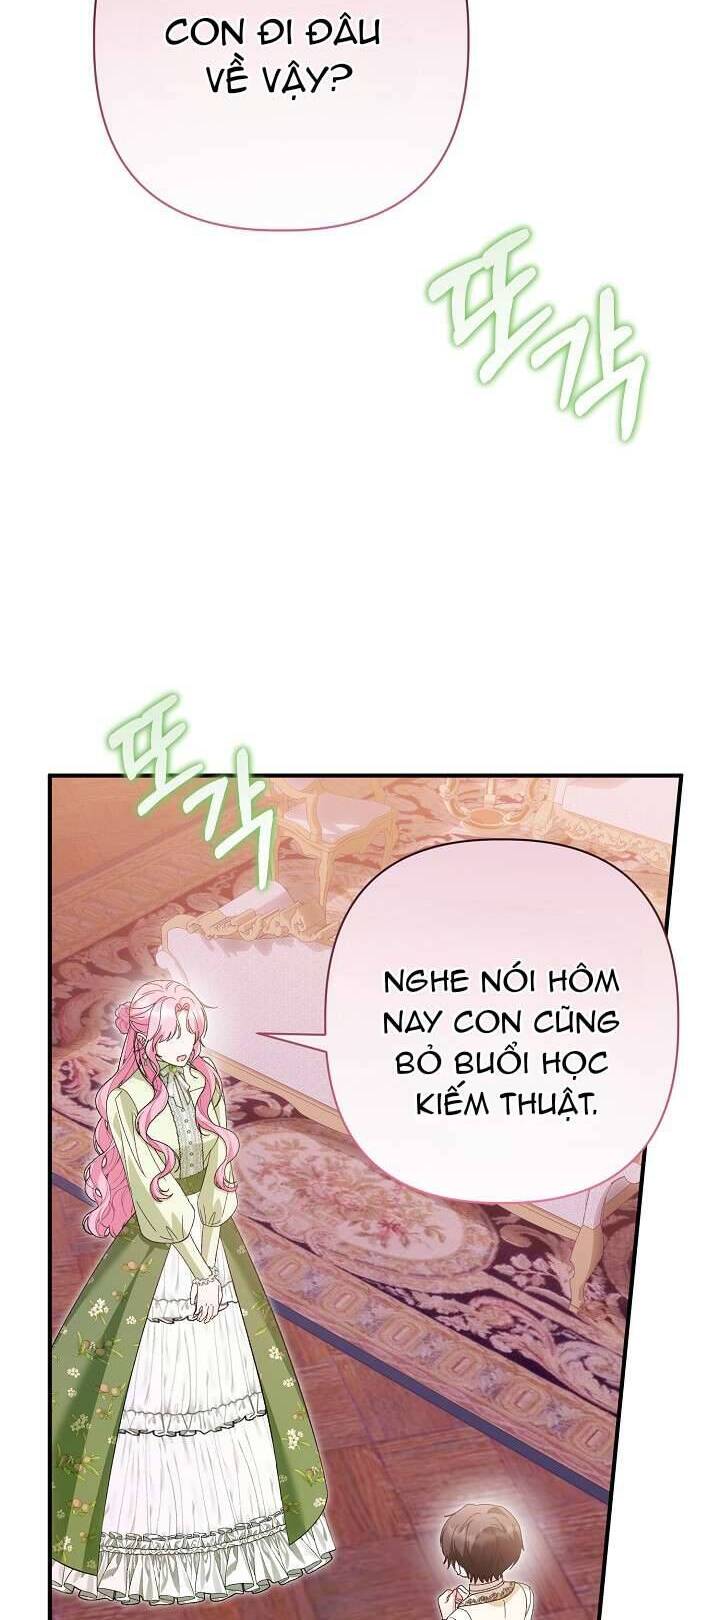 CON ĐI ĐÂU
VỀ VẬY?
또각
또각
NGHE NÓI HÔM
NAY CON CŨNG
BỎ BUỔI HỌC
KIẾM THUẬT.